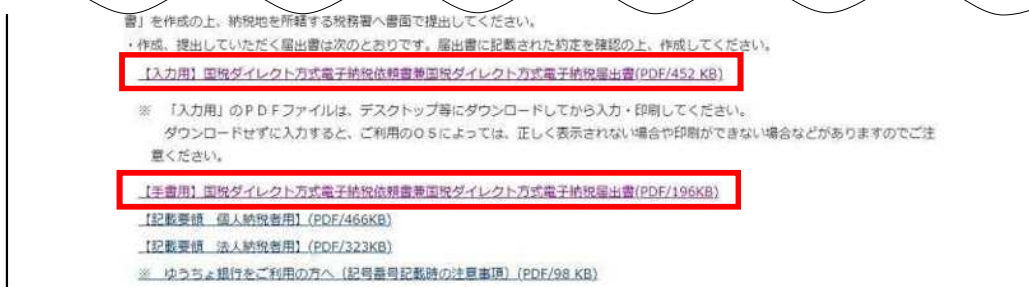 書」を作成の上、納税地を所轄する税務署へ書面で提出してください。
・作成、提出していただく届出書は次のとおりです。届出書に記載された約定を確認の上、作成してください。
【入力用】国税ダイレクト方式電子納税依頼書兼国税ダイレクト方式電子納税届出書(PDF/452 KB)
※ 「入力用」のPDFファイルは、デスクトップ等にダウンロードしてから入力・印刷してください。
ダウンロードせずに入力すると、ご利用のOSによっては、正しく表示されない場合や印刷ができない場合などがありますのでご注
意ください。
【手書用】国税ダイレクト方式電子納税依頼書兼国税ダイレクト方式電子納税届出書(PDF/196KB)
【記載要領 個人納税者用】(PDF/466KB)
【記載要領 法人納税者用】(PDF/323KB)
※ ゆうちょ銀行をご利用の方へ（記号番号記載時の注意事項）(PDF/98 KB)